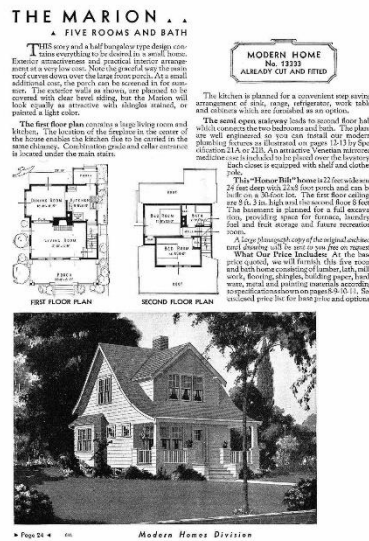 THE MARION . .
▲ FIVE ROOMS AND BATH
THIS story and a half bungalow type design con-
tains everything to be desired in a small home.
Exterior attractiveness and practical interior arrange-
ment at a very low cost. Note the graceful way the main
roof curves down over the large front porch. At a small
additional cost, the porch can be screened in for sum-
mer. The exterior walls as shown, are planned to be
covered with clear bevel siding, but the Marion will
look equally as attractive with shingles stained, or
painted a light color.
The first floor plan contains a large living room and
kitchen. The location of the fireplace in the center of
the house enables the kitchen flue to be carried in the
same chimney. Combination grade and cellar entrance
is located under the main stairs.
MODERN HOME
No. 13333
ALREADY CUT AND FITTED
The kitchen is planned for a convenient step saving
arrangement of sink, range, refrigerator, work table
and cabinets which are furnished as an option.
The semi open stairway leads to second floor hall
which connects the two bedrooms and bath. The plans
are well engineered so you can install our modern
plumbing fixtures as illustrated on pages 12-13 by Spe-
cification 21A or 22B. An attractive Venetian mirrored
medicine case is included to be placed over the lavatory.
Each closet is equipped with shelf and clothes
pole.
This "Honor Bilt" home is 22 feet wide and
24 feet deep with 22x8 foot porch and can be
built on a 30-foot lot. The first floor ceilings
are 8 ft. 3 in. high and the second floor 8 feet.
The basement is planned for a full excava-
tion, providing space for furnace, laundry,
fuel and fruit storage and future recreation
room.
A large photograph copy of the original architec-
tural drawing will be sent to you free on request.
What Our Price Includes: At the base
price quoted, we will furnish this five room
and bath home consisting of lumber, lath, mill-
work, flooring, shingles, building paper, hard-
ware, metal and painting materials according
to specifications shown on pages 8-9-10-11. See
enclosed price list for base price and options.
DINING ROOM
KITCHEN
LIVING ROOM
PORCH
FIRST FLOOR PLAN
ROOF
BED ROOM
BATH
BED ROOM
ROOF
SECOND FLOOR PLAN
► Page 24 ◄
Modern Homes Division